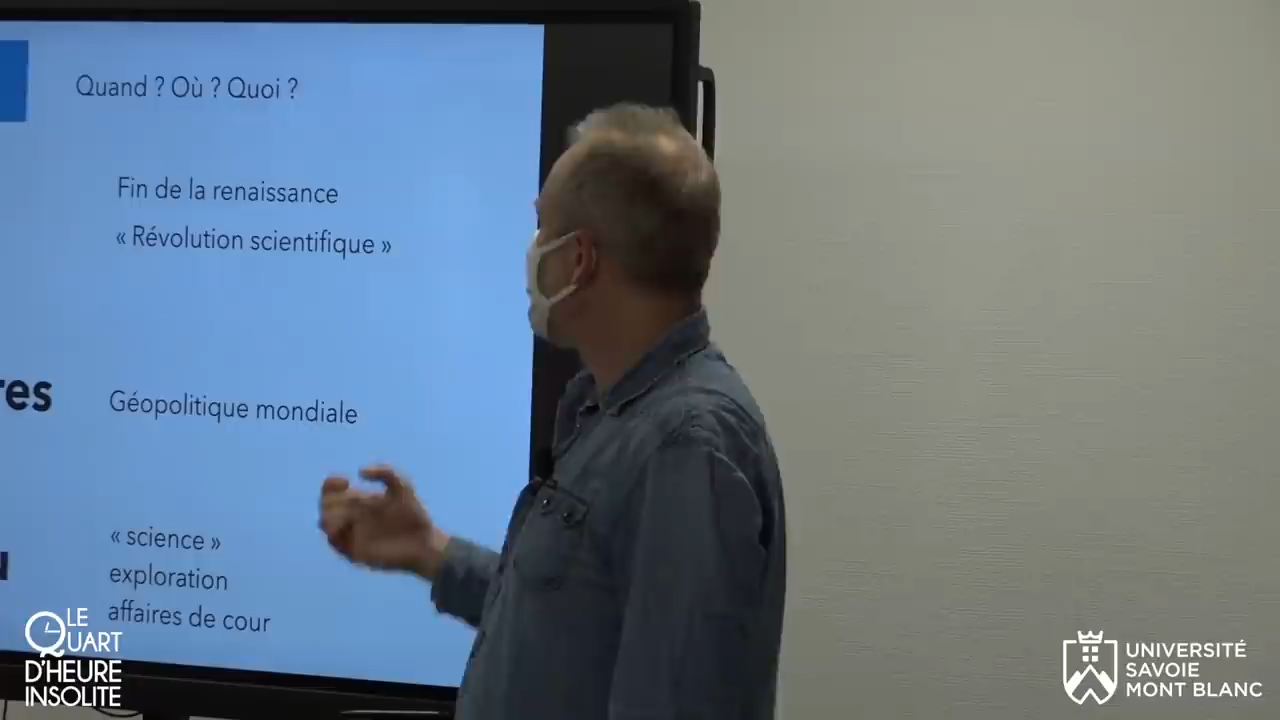 Quand ? Où ? Quoi ?
Fin de la renaissance
« Révolution scientifique »
Géopolitique mondiale
« science »
exploration
affaires de cour
LE
QUART
D'HEURE
INSOLITE
UNIVERSITÉ
SAVOIE
MONT BLANC